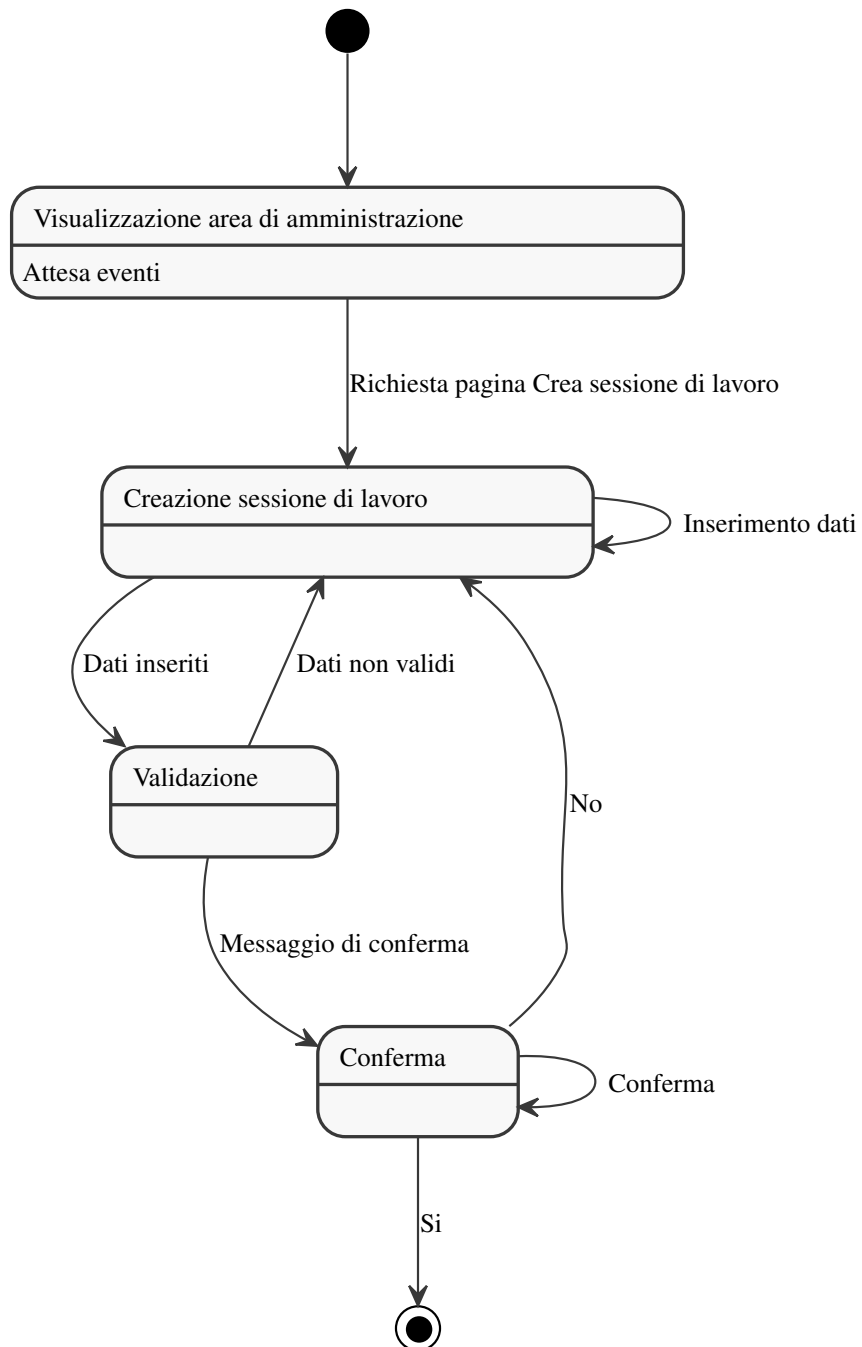 Visualizzazione area di amministrazione
Attesa eventi
Richiesta pagina Crea sessione di lavoro
Creazione sessione di lavoro
Inserimento dati
Dati inseriti
Dati non validi
Validazione
No
Messaggio di conferma
Conferma
Conferma
Si